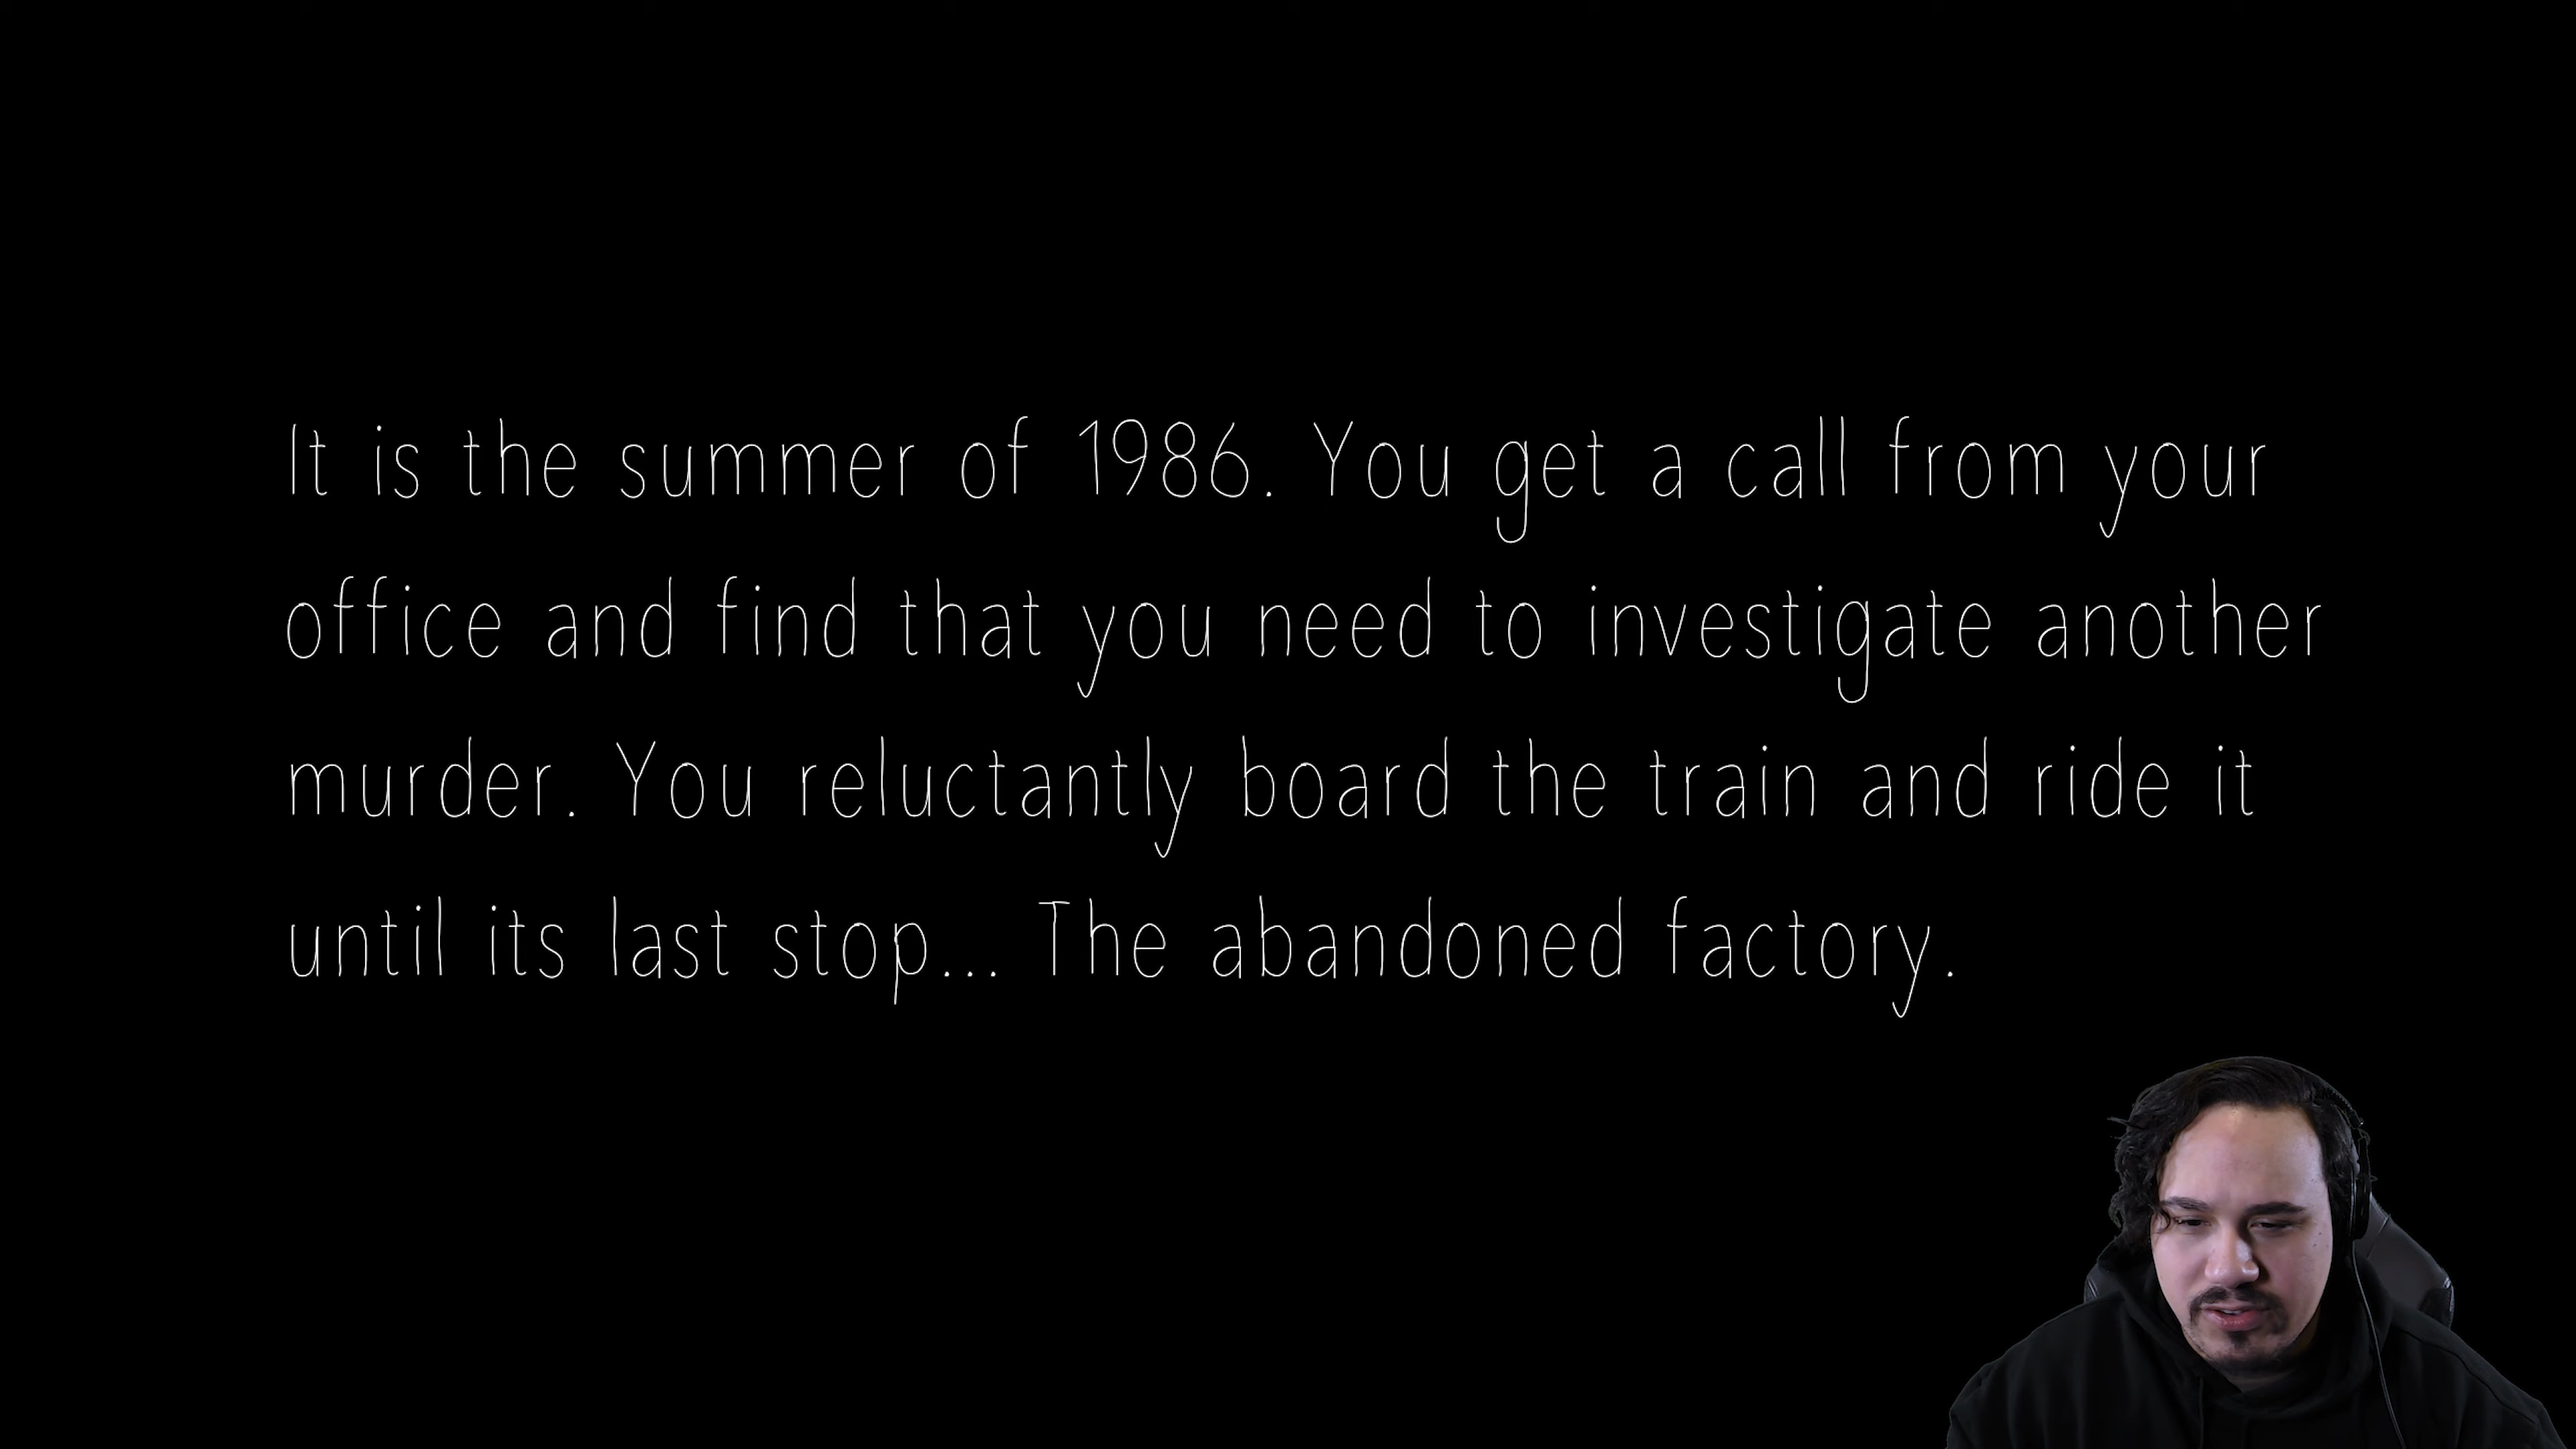 It is the summer of 1986. You get a call from your
office and find that you need to investigate another
murder. You reluctantly board the train and ride it
until its last stop... The abandoned factory.